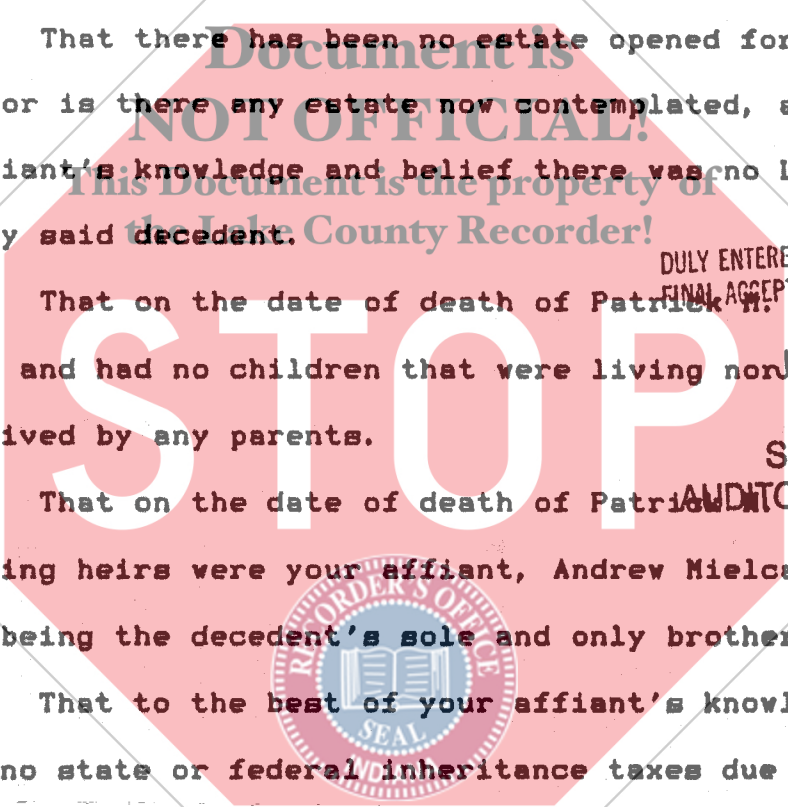 That there has been no estate opened for
Document is
or is there any estate now contemplated, a
NOT OFFICIAL!
iant's knowledge and belief there was no L
This Document is the property of
y said decedent.
the Lake County Recorder!
DULY ENTERE
FINAL ACCEPT
That on the date of death of Patrick M.
and had no children that were living nor
STOP
ived by any parents.
S
AUDITO
That on the date of death of Patrick M.
ing heirs were your affiant, Andrew Mielca
RECORDER'S OFFICE
being the decedent's sole and only brother
That to the best of your affiant's knowl
SEAL
INDIANA
no state or federal inheritance taxes due